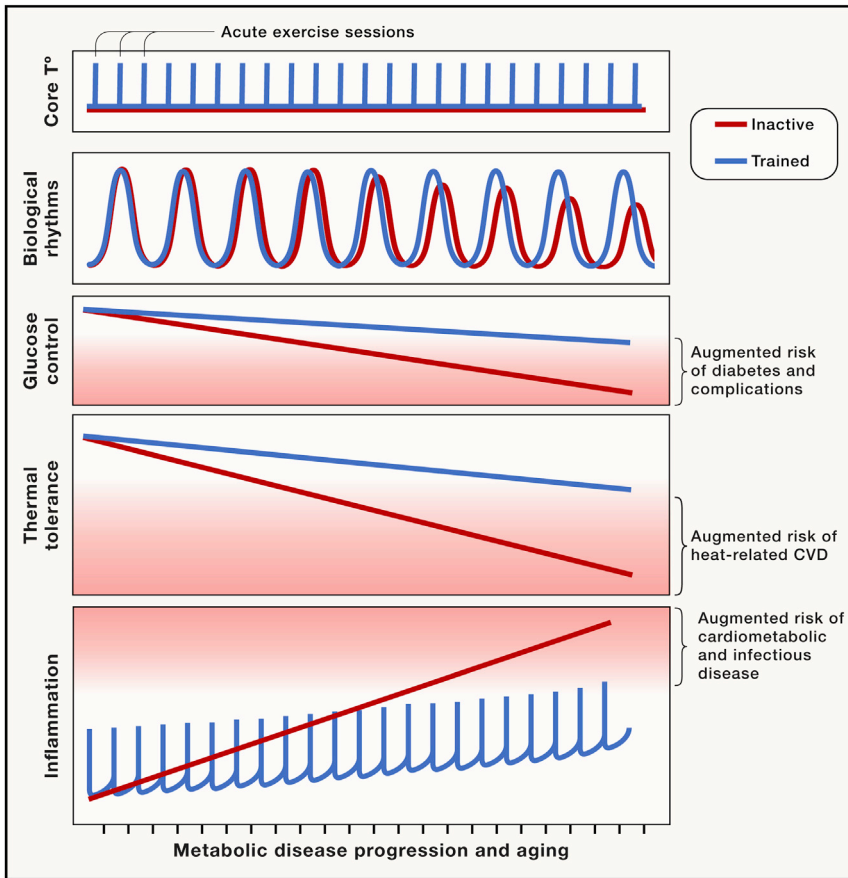 Acute exercise sessions
Core T°
Inactive
Trained
Biological
rhythms
Glucose
control
Augmented risk
of diabetes and
complications
Thermal
tolerance
Augmented risk of
heat-related CVD
Inflammation
Augmented risk of
cardiometabolic
and infectious
disease
Metabolic disease progression and aging